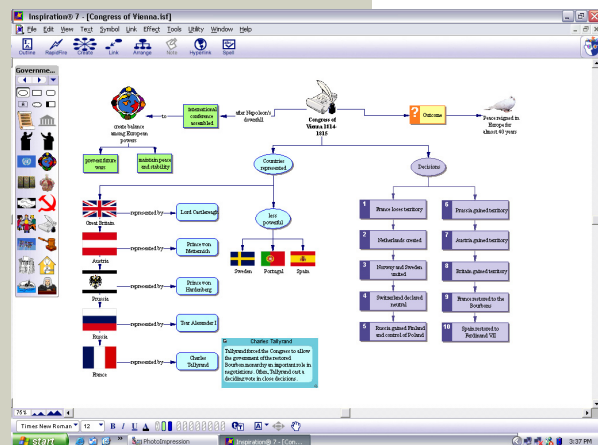 Inspiration® 7 - [Congress of Vienna.isf]
File Edit View Text Symbol Link Effect Tools Utility Window Help
Outline RapidFire Create Link Arrange Note Hyperlink Spell
Governme...
create balance
among European
powers
to
International
conference
assembled
after Napoleon's
downfall
Congress of
Vienna 1814-
1815
? Outcome
Peace reigned in
Europe for
almost 40 years
prevent future
wars
maintain peace
and stability
Countries
represented
Decisions
Great Britain
represented by
Lord Castlereagh
Austria
represented by
Prince von
Metternich
Prussia
represented by
Prince von
Hardenberg
Russia
represented by
Tsar Alexander I
France
represented by
Charles
Tallyrand
less
powerful
Sweden Portugal Spain
1 France loses territory
2 Netherlands created
3 Norway and Sweden
united
4 Switzerland declared
neutral
5 Russia gained Finland
and control of Poland
6 Prussia gained territory
7 Austria gained territory
8 Britain gained territory
9 France restored to the
Bourbons
10 Spain restored to
Ferdinand VII
Charles Tallyrand
Tallyrand forced the Congress to allow
the government of the restored
Bourbon monarchy an important role in
negotiations. Often, Tallyrand cast a
deciding vote in close decisions.
75%
Times New Roman 12 B I U A
start PhotoImpression Inspiration® 7 - [Con... 3:37 PM